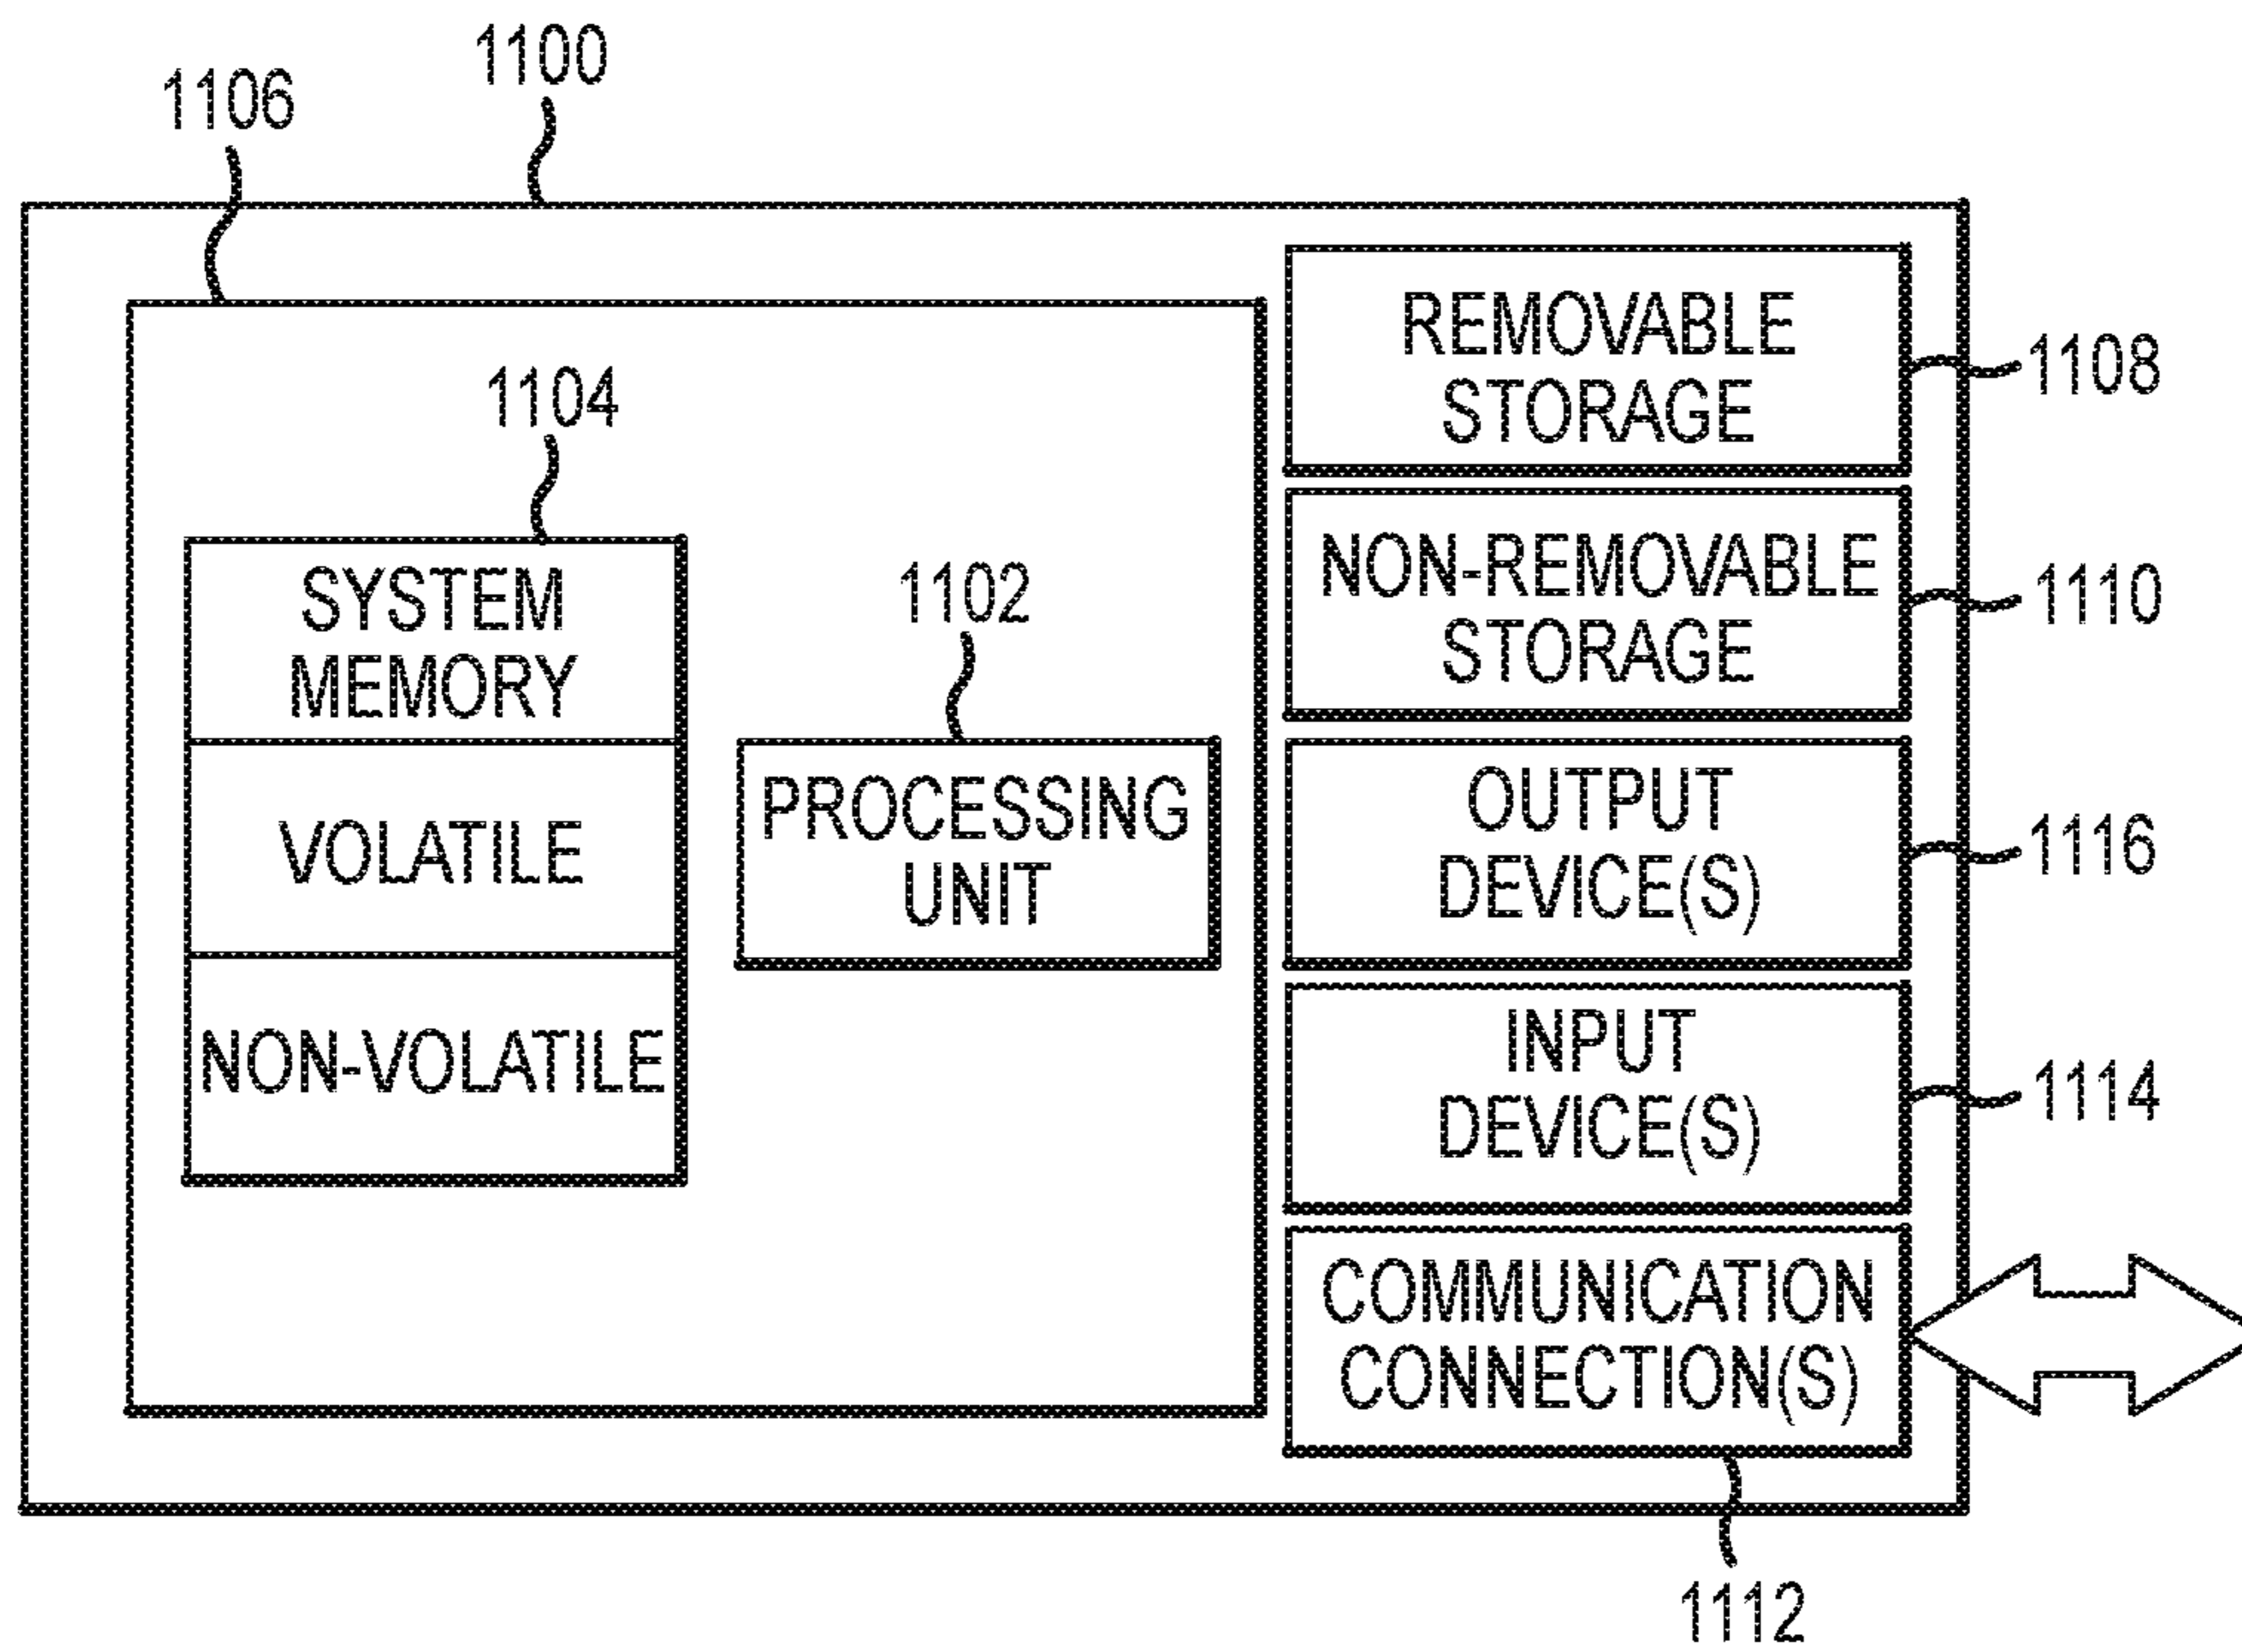 1100
1106
1104
SYSTEM
MEMORY
VOLATILE
NON-VOLATILE
1102
PROCESSING
UNIT
REMOVABLE
STORAGE
1108
NON-REMOVABLE
STORAGE
1110
OUTPUT
DEVICE(S)
1116
INPUT
DEVICE(S)
1114
COMMUNICATION
CONNECTION(S)
1112